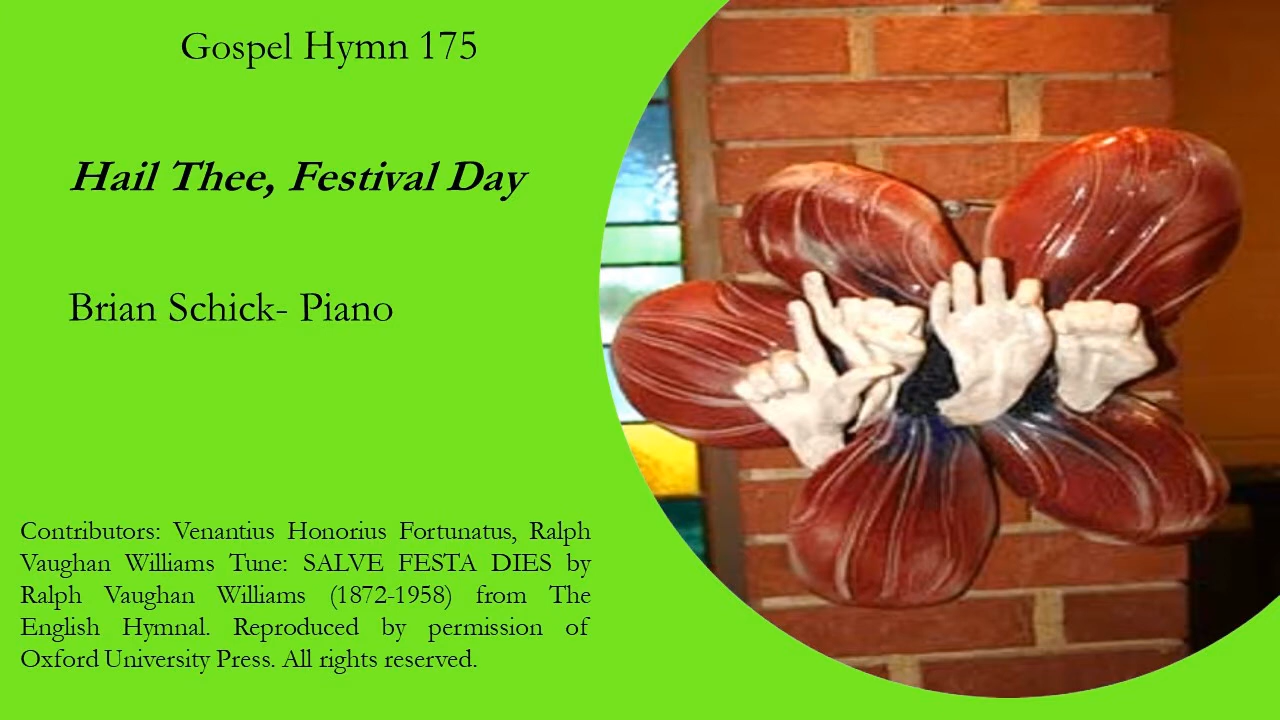 Gospel Hymn 175
Hail Thee, Festival Day
Brian Schick- Piano
Contributors: Venantius Honorius Fortunatus, Ralph
Vaughan Williams Tune: SALVE FESTA DIES by
Ralph Vaughan Williams (1872-1958) from The
English Hymnal. Reproduced by permission of
Oxford University Press. All rights reserved.